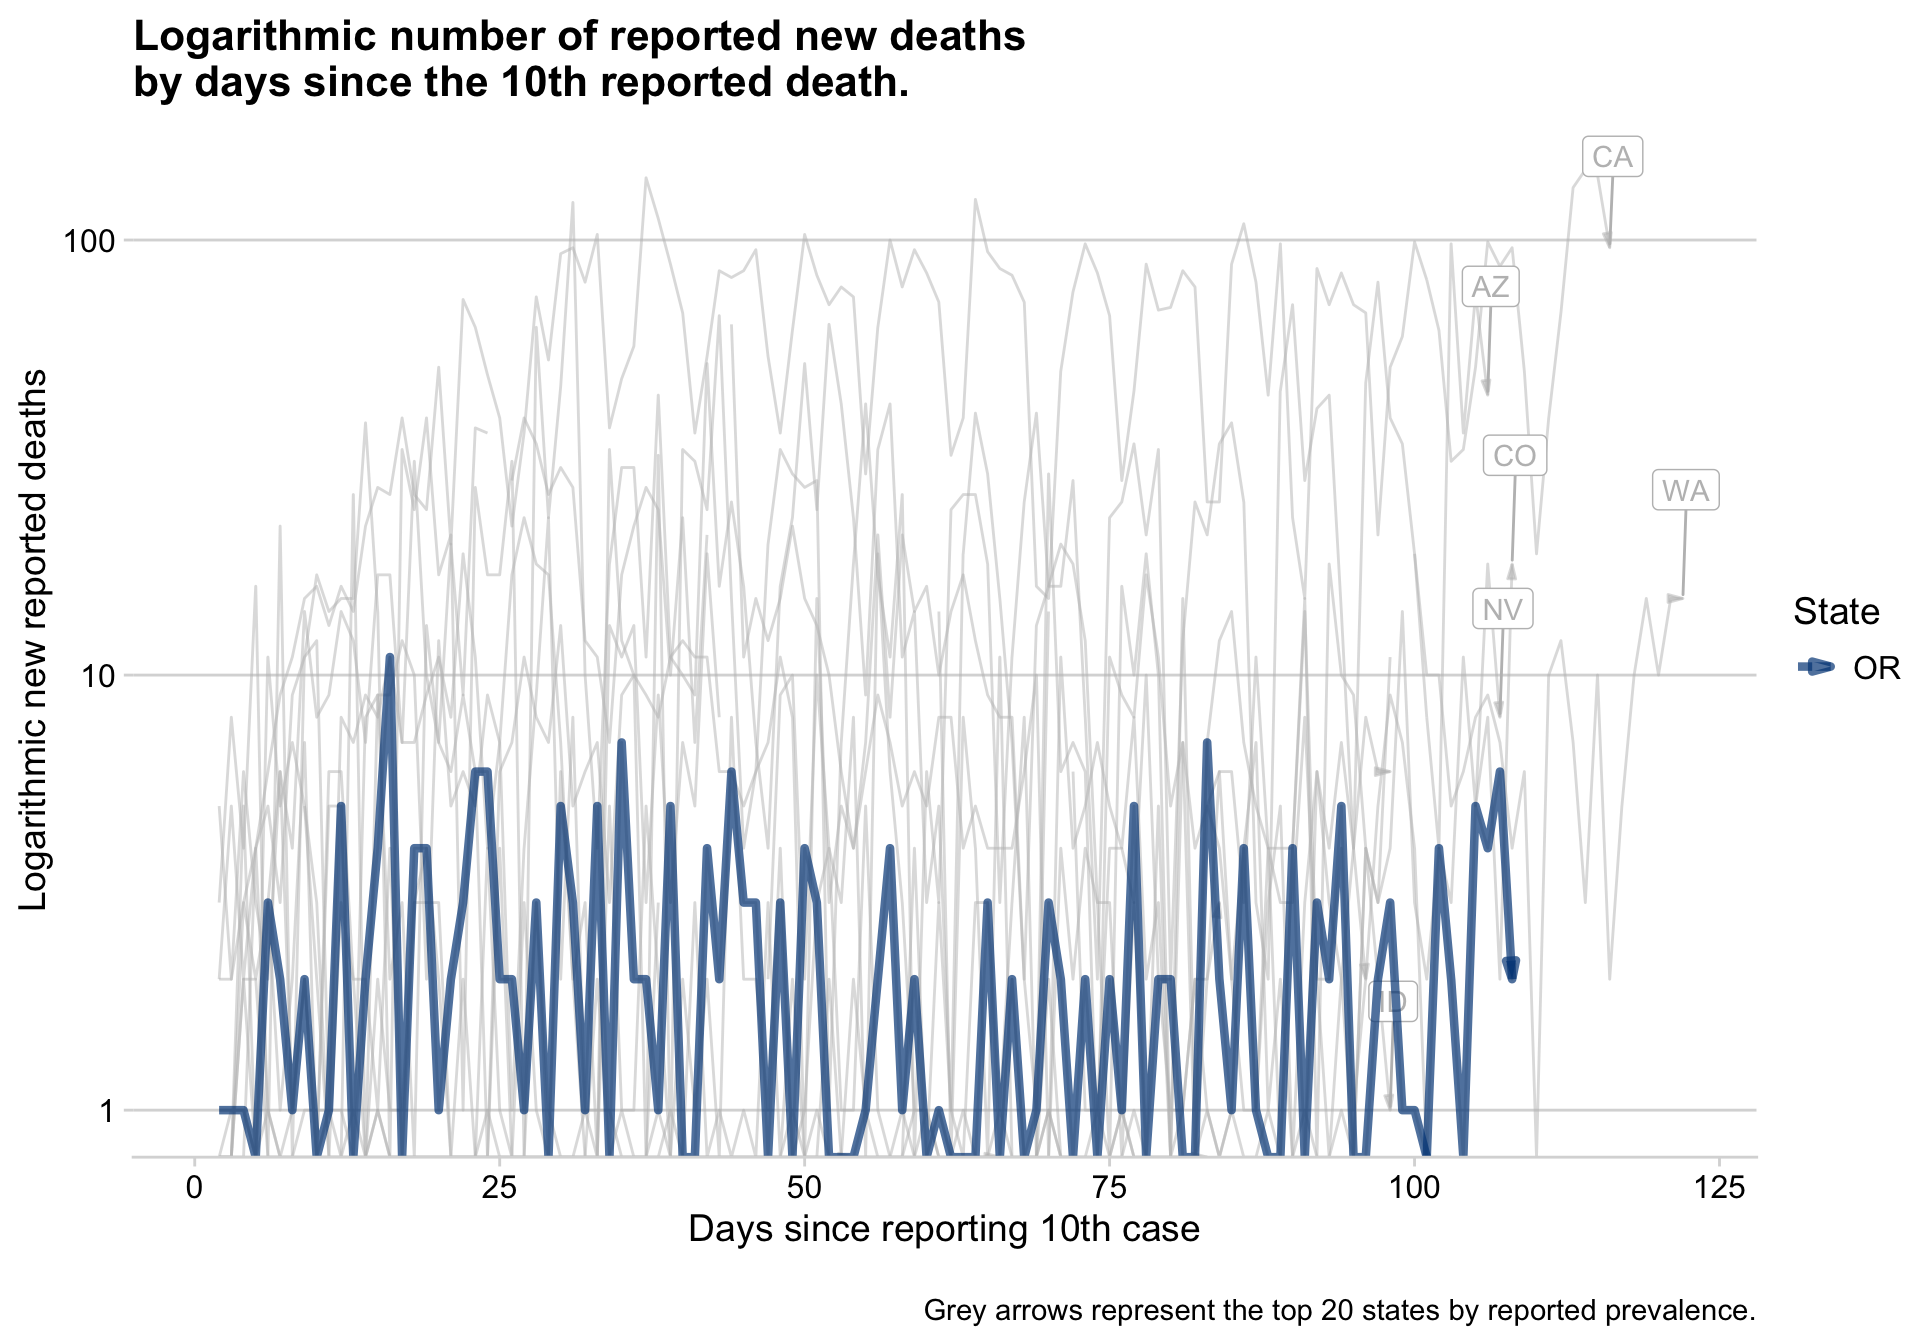 Logarithmic number of reported new deaths
by days since the 10th reported death.
CA
100
AZ
CO
WA
NV
State
OR
10
ID
1
Logarithmic new reported deaths
0 25 50 75 100 125
Days since reporting 10th case
Grey arrows represent the top 20 states by reported prevalence.